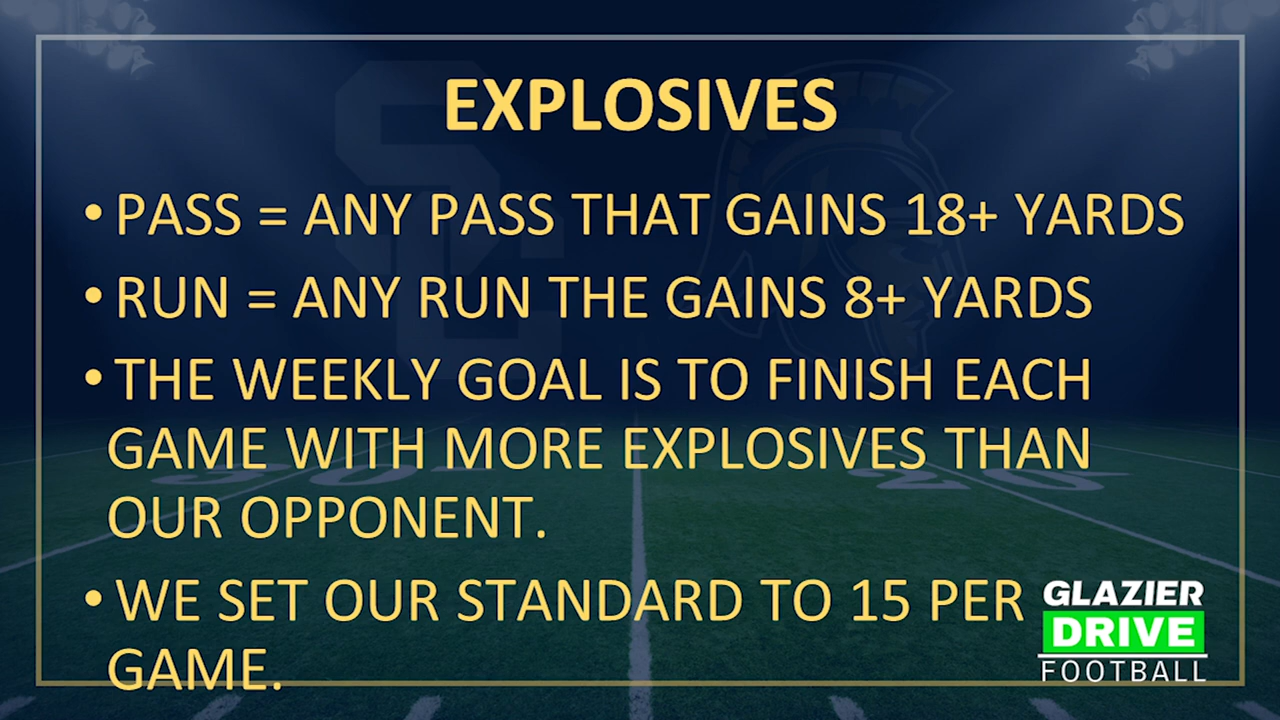 EXPLOSIVES
• PASS = ANY PASS THAT GAINS 18+ YARDS
• RUN = ANY RUN THE GAINS 8+ YARDS
• THE WEEKLY GOAL IS TO FINISH EACH
GAME WITH MORE EXPLOSIVES THAN
OUR OPPONENT.
• WE SET OUR STANDARD TO 15 PER
GAME.
GLAZIER
DRIVE
FOOTBALL